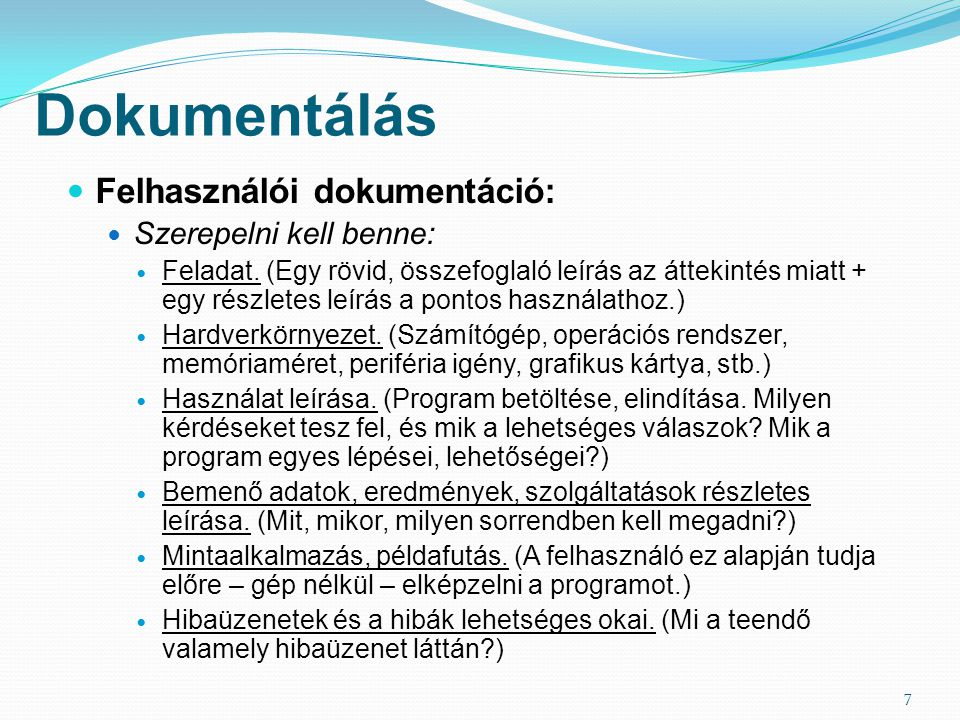 Dokumentálás
Felhasználói dokumentáció:
Szerepelni kell benne:
Feladat. (Egy rövid, összefoglaló leírás az áttekintés miatt +
egy részletes leírás a pontos használathoz.)
Hardverkörnyezet. (Számítógép, operációs rendszer,
memóriaméret, periféria igény, grafikus kártya, stb.)
Használat leírása. (Program betöltése, elindítása. Milyen
kérdéseket tesz fel, és mik a lehetséges válaszok? Mik a
program egyes lépései, lehetőségei?)
Bemenő adatok, eredmények, szolgáltatások részletes
leírása. (Mit, mikor, milyen sorrendben kell megadni?)
Mintaalkalmazás, példafutás. (A felhasználó ez alapján tudja
előre – gép nélkül – elképzelni a programot.)
Hibaüzenetek és a hibák lehetséges okai. (Mi a teendő
valamely hibaüzenet láttán?)
7